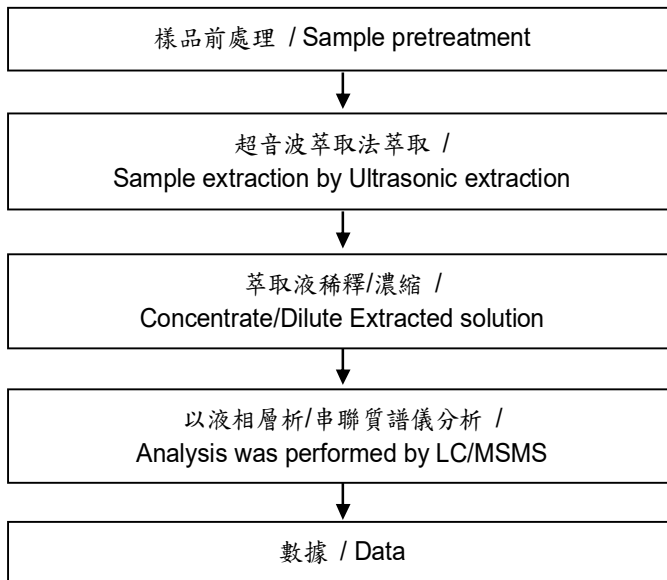 樣品前處理 / Sample pretreatment
超音波萃取法萃取 /
Sample extraction by Ultrasonic extraction
萃取液稀釋/濃縮 /
Concentrate/Dilute Extracted solution
以液相層析/串聯質譜儀分析 /
Analysis was performed by LC/MSMS
數據 / Data